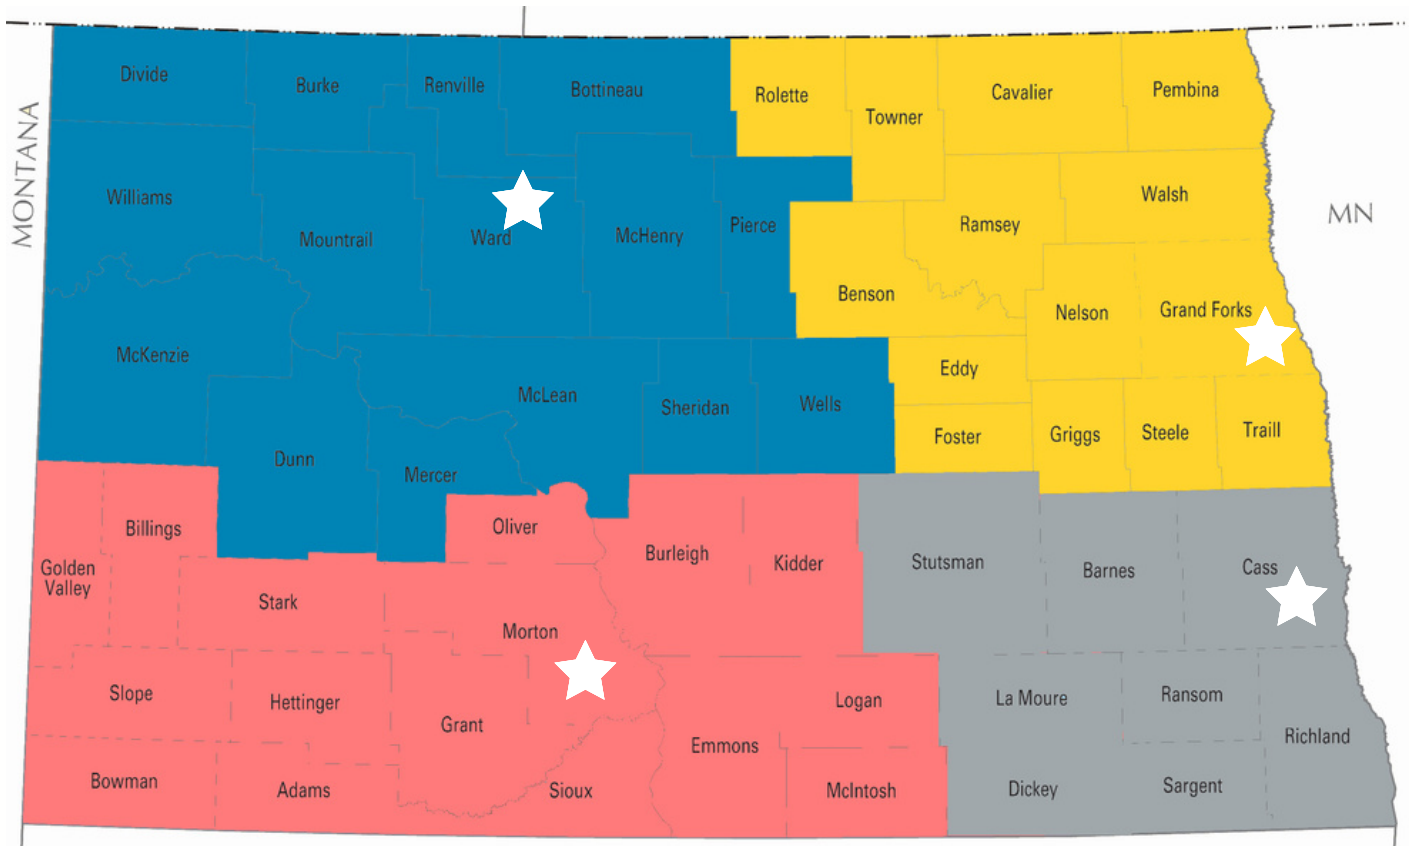 Divide
Burke
Renville
Bottineau
Rolette
Towner
Cavalier
Pembina
MONTANA
Williams
Mountrail
Ward
McHenry
Pierce
Ramsey
Walsh
MN
Benson
Nelson
Grand Forks
McKenzie
McLean
Sheridan
Wells
Eddy
Foster
Griggs
Steele
Traill
Dunn
Mercer
Oliver
Billings
Golden
Valley
Stark
Morton
Burleigh
Kidder
Stutsman
Barnes
Cass
Slope
Hettinger
Grant
Emmons
Logan
La Moure
Ransom
Richland
Bowman
Adams
Sioux
McIntosh
Dickey
Sargent